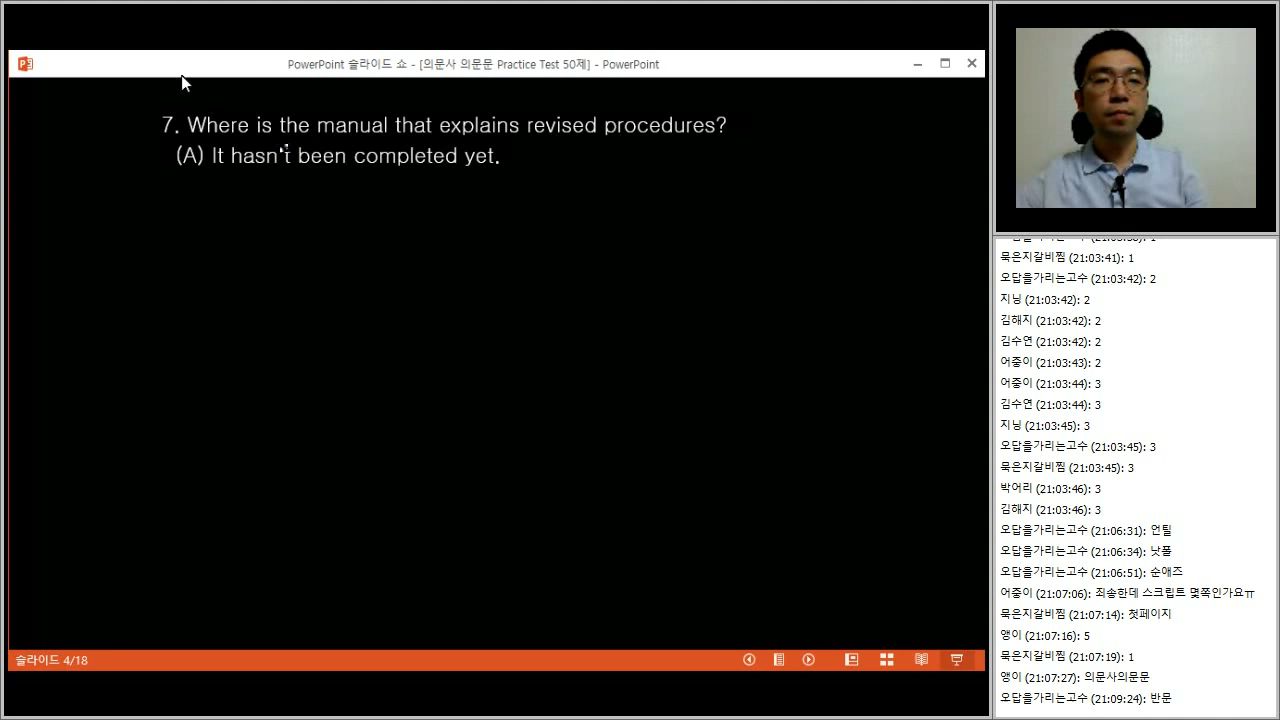 PowerPoint 슬라이드 쇼 - [의문사 의문문 Practice Test 50제] - PowerPoint
7. Where is the manual that explains revised procedures?
(A) It hasn't been completed yet.
슬라이드 4/18
묵은지갈비찜 (21:03:41): 1
오답을가리는고수 (21:03:42): 2
지닝 (21:03:42): 2
김해지 (21:03:42): 2
김수연 (21:03:42): 2
어중이 (21:03:43): 2
어중이 (21:03:44): 3
김수연 (21:03:44): 3
지닝 (21:03:45): 3
오답을가리는고수 (21:03:45): 3
묵은지갈비찜 (21:03:45): 3
박어리 (21:03:46): 3
김해지 (21:03:46): 3
오답을가리는고수 (21:06:31): 언틸
오답을가리는고수 (21:06:34): 낫폴
오답을가리는고수 (21:06:51): 순애즈
어중이 (21:07:06): 죄송한데 스크립트 몇쪽인가요ㅠ
묵은지갈비찜 (21:07:14): 첫페이지
앵이 (21:07:16): 5
묵은지갈비찜 (21:07:19): 1
앵이 (21:07:27): 의문사의문문
오답을가리는고수 (21:09:24): 반문